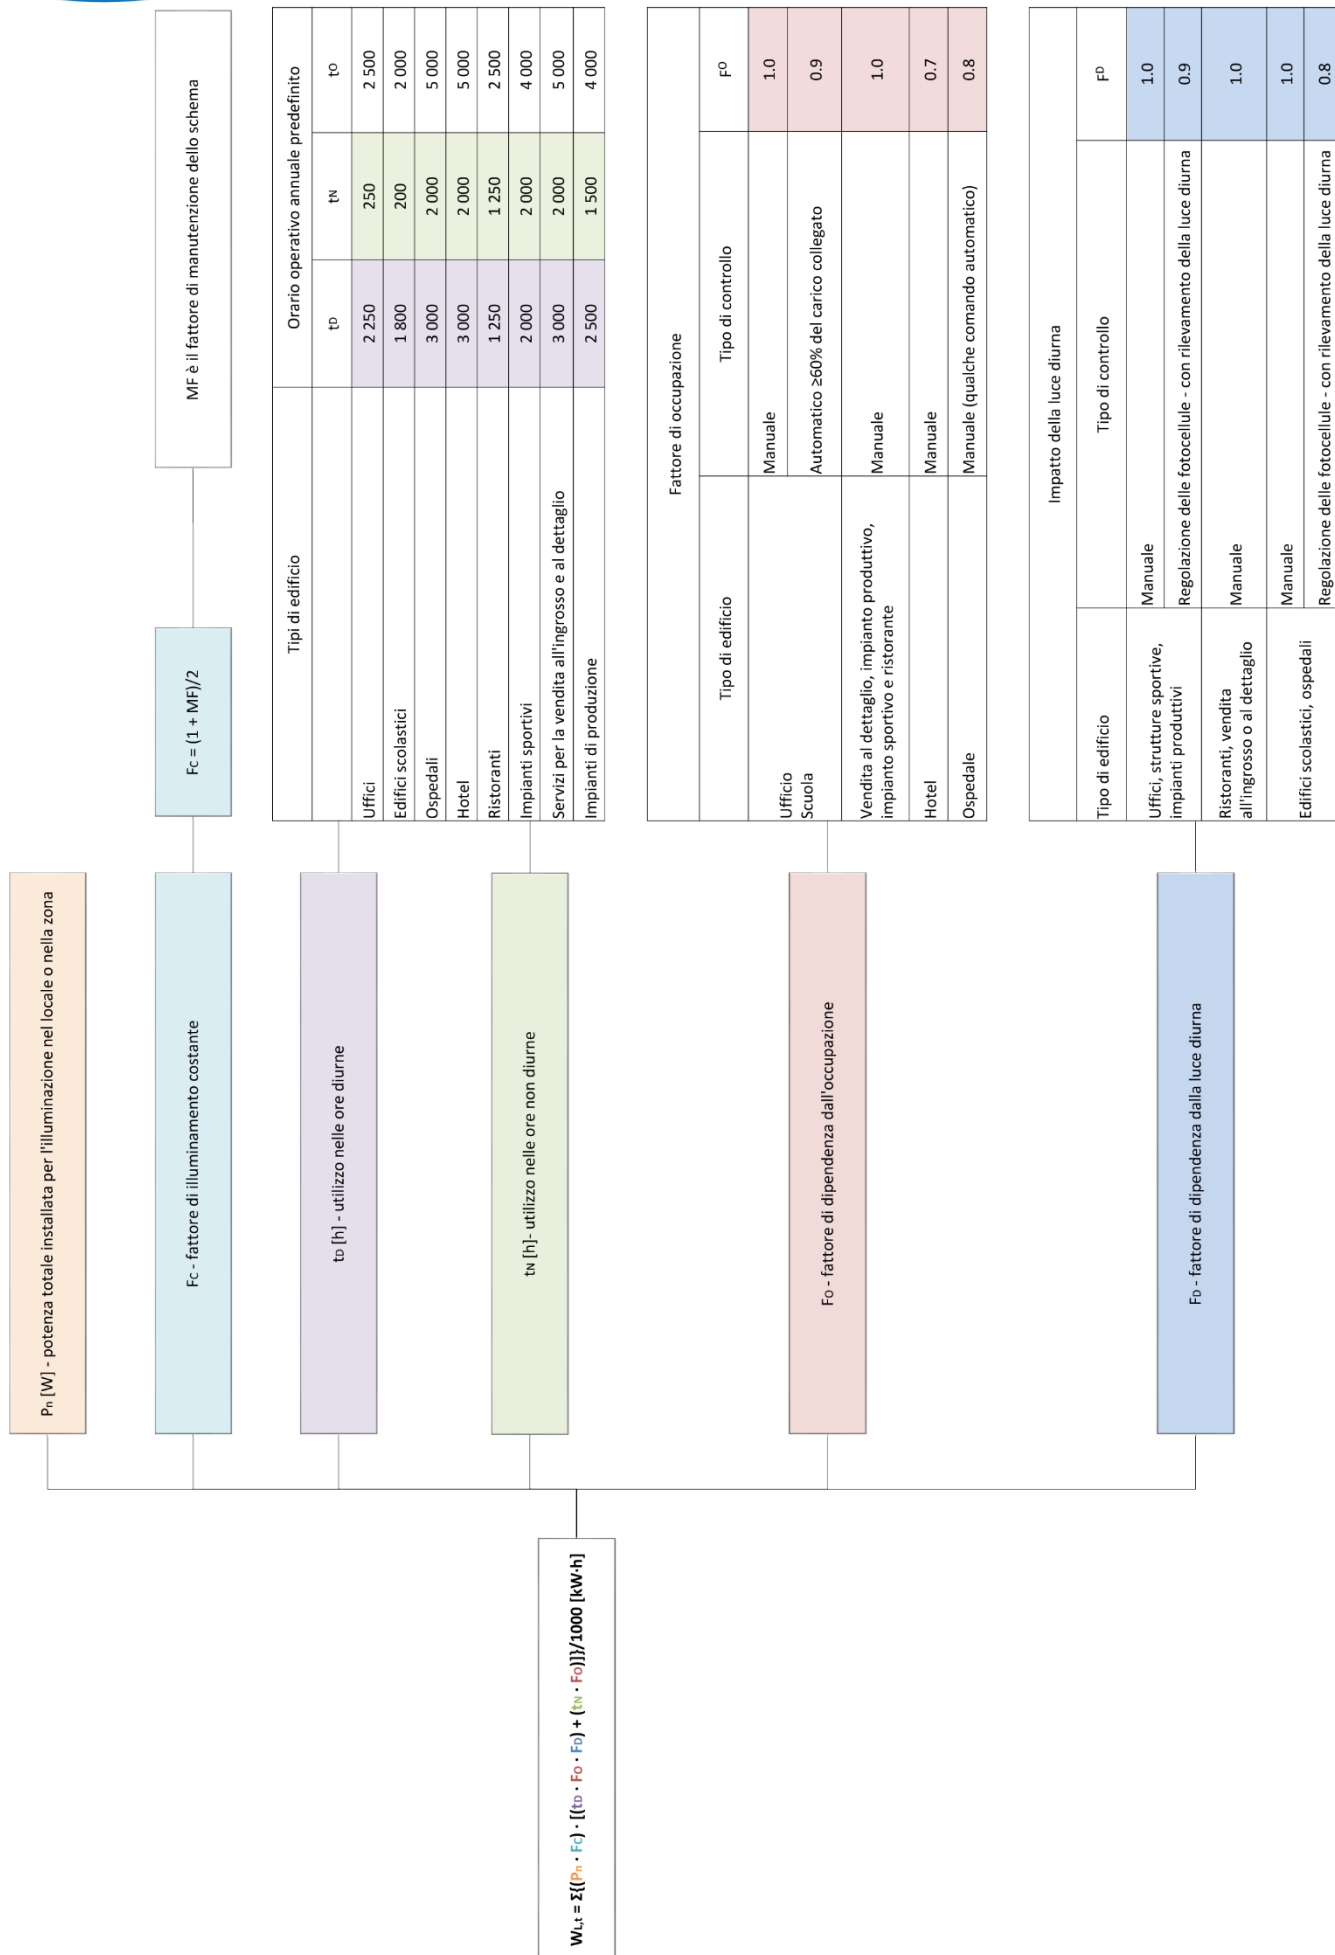 W_L,t = Σ{(Pn · Fc) · [(tD · FO · FD) + (tN · FO)]}/1000 [kW·h]
Pn [W] - potenza totale installata per l'illuminazione nel locale o nella zona
FC - fattore di illuminamento costante
Fc = (1 + MF)/2
MF è il fattore di manutenzione dello schema
tD [h] - utilizzo nelle ore diurne
tN [h]- utilizzo nelle ore non diurne
Tipi di edificio
Orario operativo annuale predefinito
tD tN tO
Uffici 2 250 250 2 500
Edifici scolastici 1 800 200 2 000
Ospedali 3 000 2 000 5 000
Hotel 3 000 2 000 5 000
Ristoranti 1 250 1 250 2 500
Impianti sportivi 2 000 2 000 4 000
Servizi per la vendita all'ingrosso e al dettaglio 3 000 2 000 5 000
Impianti di produzione 2 500 1 500 4 000
FO - fattore di dipendenza dall'occupazione
Fattore di occupazione
Tipo di edificio Tipo di controllo FO
Ufficio
Scuola
Manuale 1.0
Automatico ≥60% del carico collegato 0.9
Vendita al dettaglio, impianto produttivo,
impianto sportivo e ristorante
Manuale 1.0
Hotel Manuale 0.7
Ospedale Manuale (qualche comando automatico) 0.8
FD - fattore di dipendenza dalla luce diurna
Impatto della luce diurna
Tipo di edificio Tipo di controllo FD
Uffici, strutture sportive,
impianti produttivi
Manuale 1.0
Regolazione delle fotocellule - con rilevamento della luce diurna 0.9
Ristoranti, vendita
all'ingrosso o al dettaglio
Manuale 1.0
Edifici scolastici, ospedali
Manuale 1.0
Regolazione delle fotocellule - con rilevamento della luce diurna 0.8